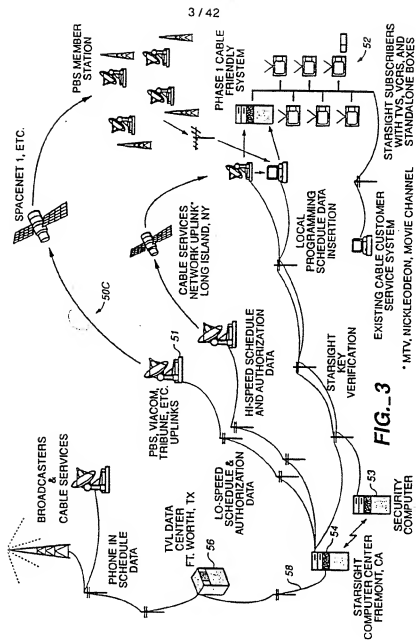 3 / 42
BROADCASTERS
& CABLE SERVICES
PHONE IN
SCHEDULE
DATA
TVL DATA
CENTER
FT. WORTH, TX
56
58
STARSIGHT
COMPUTER CENTER
FREMONT, CA
54
53
SECURITY
COMPUTER
LO-SPEED
SCHEDULE &
AUTHORIZATION
DATA
PBS, VIACOM,
TRIBUNE, ETC.
UPLINKS
51
50C
SPACENET 1, ETC.
CABLE SERVICES
NETWORK UPLINK*
LONG ISLAND, NY
HI-SPEED SCHEDULE
AND AUTHORIZATION
DATA
STARSIGHT
KEY
VERIFICATION
LOCAL
PROGRAMMING
SCHEDULE DATA
INSERTION
PBS MEMBER
STATION
PHASE 1 CABLE
FRIENDLY
SYSTEM
52
EXISTING CABLE CUSTOMER
SERVICE SYSTEM
STARSIGHT SUBSCRIBERS
WITH TVS, VCRS, AND
STANDALONE BOXES
* MTV, NICKLEODEON, MOVIE CHANNEL
FIG._3